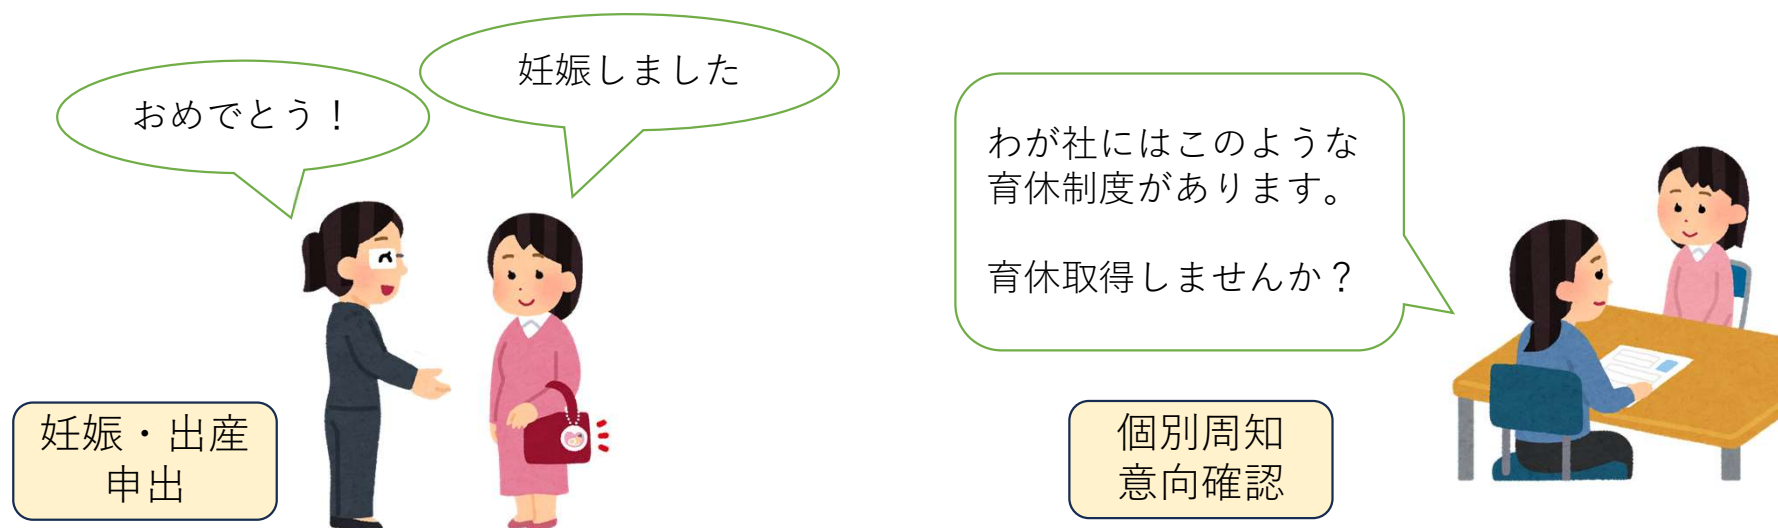 おめでとう！
妊娠しました
妊娠・出産
申出
わが社にはこのような
育休制度があります。
育休取得しませんか？
個別周知
意向確認